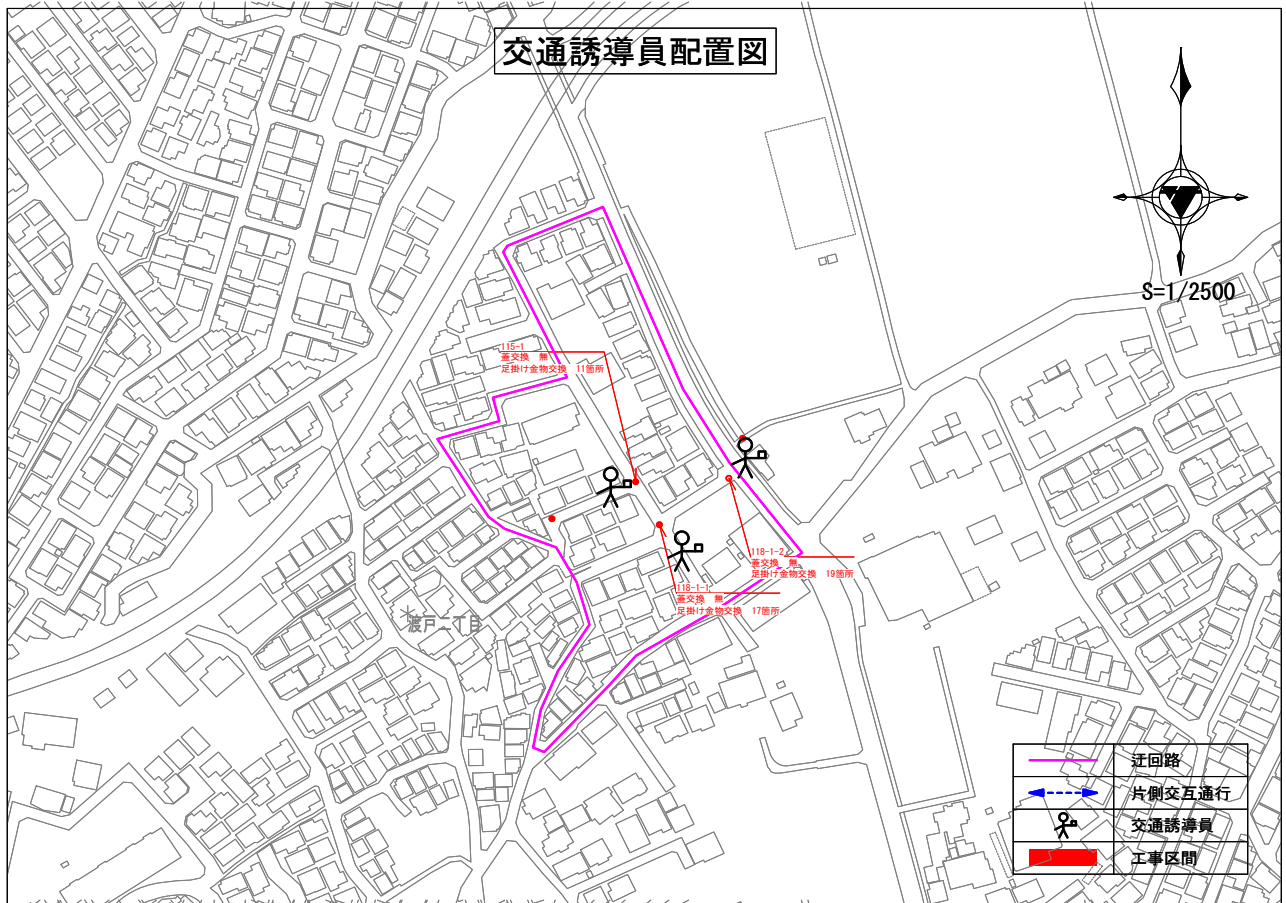 交通誘導員配置図
S=1/2500
115-1
蓋交換　無
足掛け金物交換　11箇所
118-1-2
蓋交換　無
足掛け金物交換　19箇所
118-1-1
蓋交換　無
足掛け金物交換　17箇所
渡戸二丁目
迂回路
片側交互通行
交通誘導員
工事区間